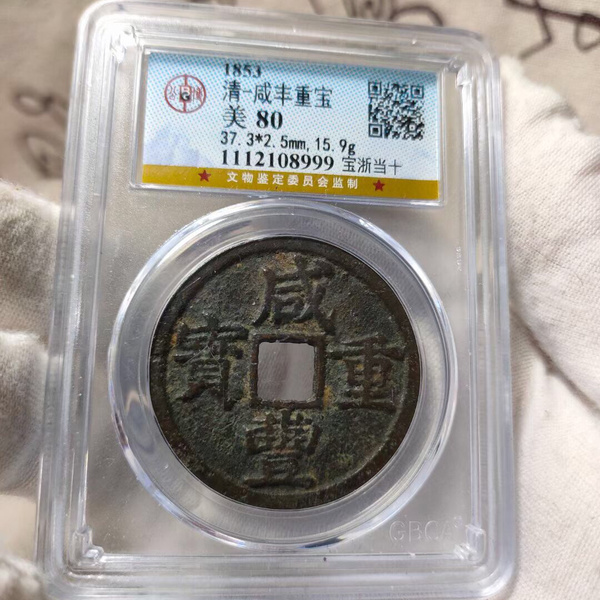 1853
清-咸丰重宝
美 80
37.3*2.5mm,15.9g
1112108999 宝浙当十
★ 文物鉴定委员会监制 ★
咸
寶 重
豐
GBCA